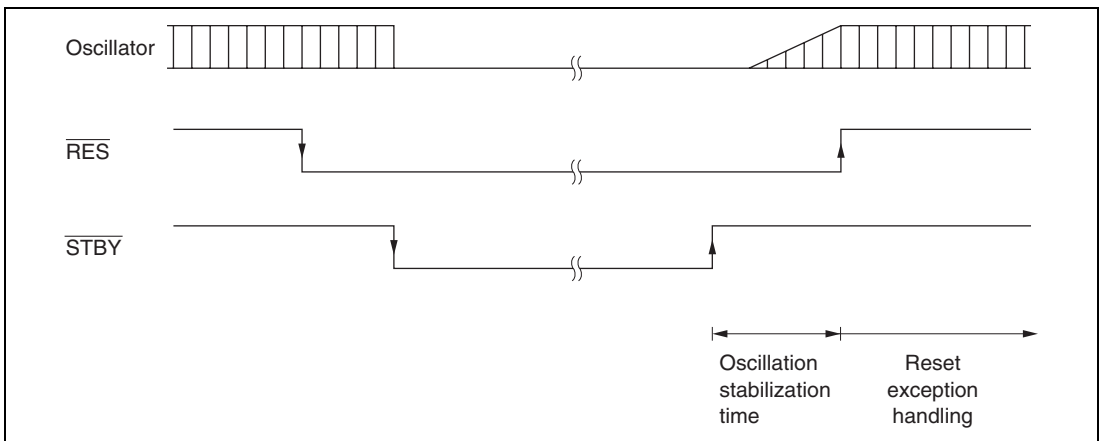 Oscillator
RES
STBY
Oscillation
stabilization
time
Reset
exception
handling